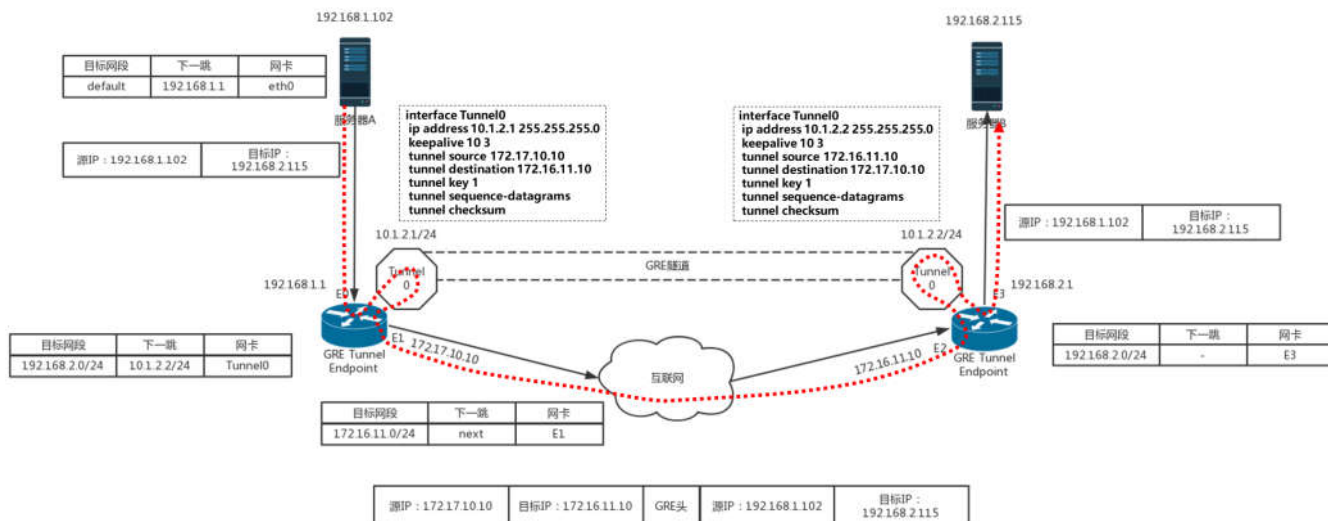 192.168.1.102
192.168.2.115
目标网段 下一跳 网卡
default 192.168.1.1 eth0
服务器A
服务器B
interface Tunnel0
ip address 10.1.2.1 255.255.255.0
keepalive 10 3
tunnel source 172.17.10.10
tunnel destination 172.16.11.10
tunnel key 1
tunnel sequence-datagrams
tunnel checksum
interface Tunnel0
ip address 10.1.2.2 255.255.255.0
keepalive 10 3
tunnel source 172.16.11.10
tunnel destination 172.17.10.10
tunnel key 1
tunnel sequence-datagrams
tunnel checksum
源IP：192.168.1.102 目标IP：
192.168.2.115
源IP：192.168.1.102 目标IP：
192.168.2.115
10.1.2.1/24
10.1.2.2/24
GRE隧道
Tunnel
0
Tunnel
0
192.168.1.1
192.168.2.1
E0
E3
E1
172.17.10.10
E2
172.16.11.10
GRE Tunnel
Endpoint
GRE Tunnel
Endpoint
互联网
目标网段 下一跳 网卡
192.168.2.0/24 10.1.2.2/24 Tunnel0
目标网段 下一跳 网卡
192.168.2.0/24 - E3
目标网段 下一跳 网卡
172.16.11.0/24 next E1
源IP：172.17.10.10 目标IP：172.16.11.10 GRE头 源IP：192.168.1.102 目标IP：
192.168.2.115